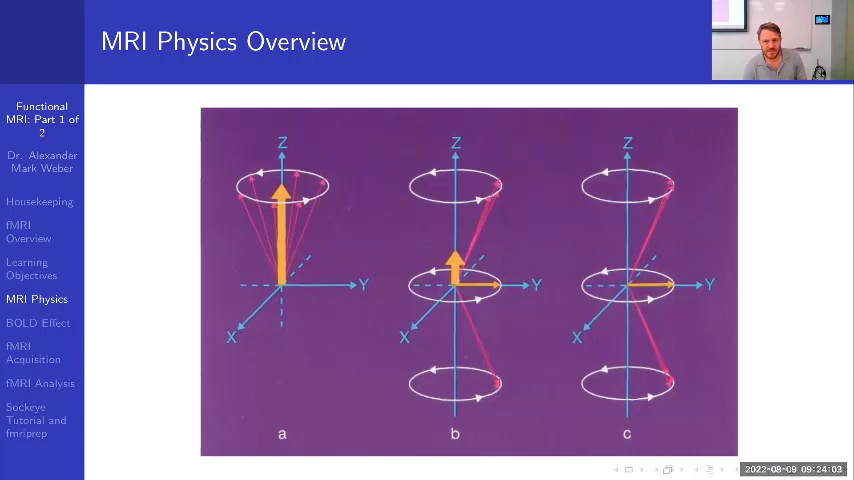 MRI Physics Overview
Functional
MRI: Part 1 of
2
Dr. Alexander
Mark Weber
Housekeeping
fMRI
Overview
Learning
Objectives
MRI Physics
BOLD Effect
fMRI
Acquisition
fMRI Analysis
Sockeye
Tutorial and
fmriprep
Z Z Z
Y Y Y
X X X
a b c
2022-08-09 09:24:03